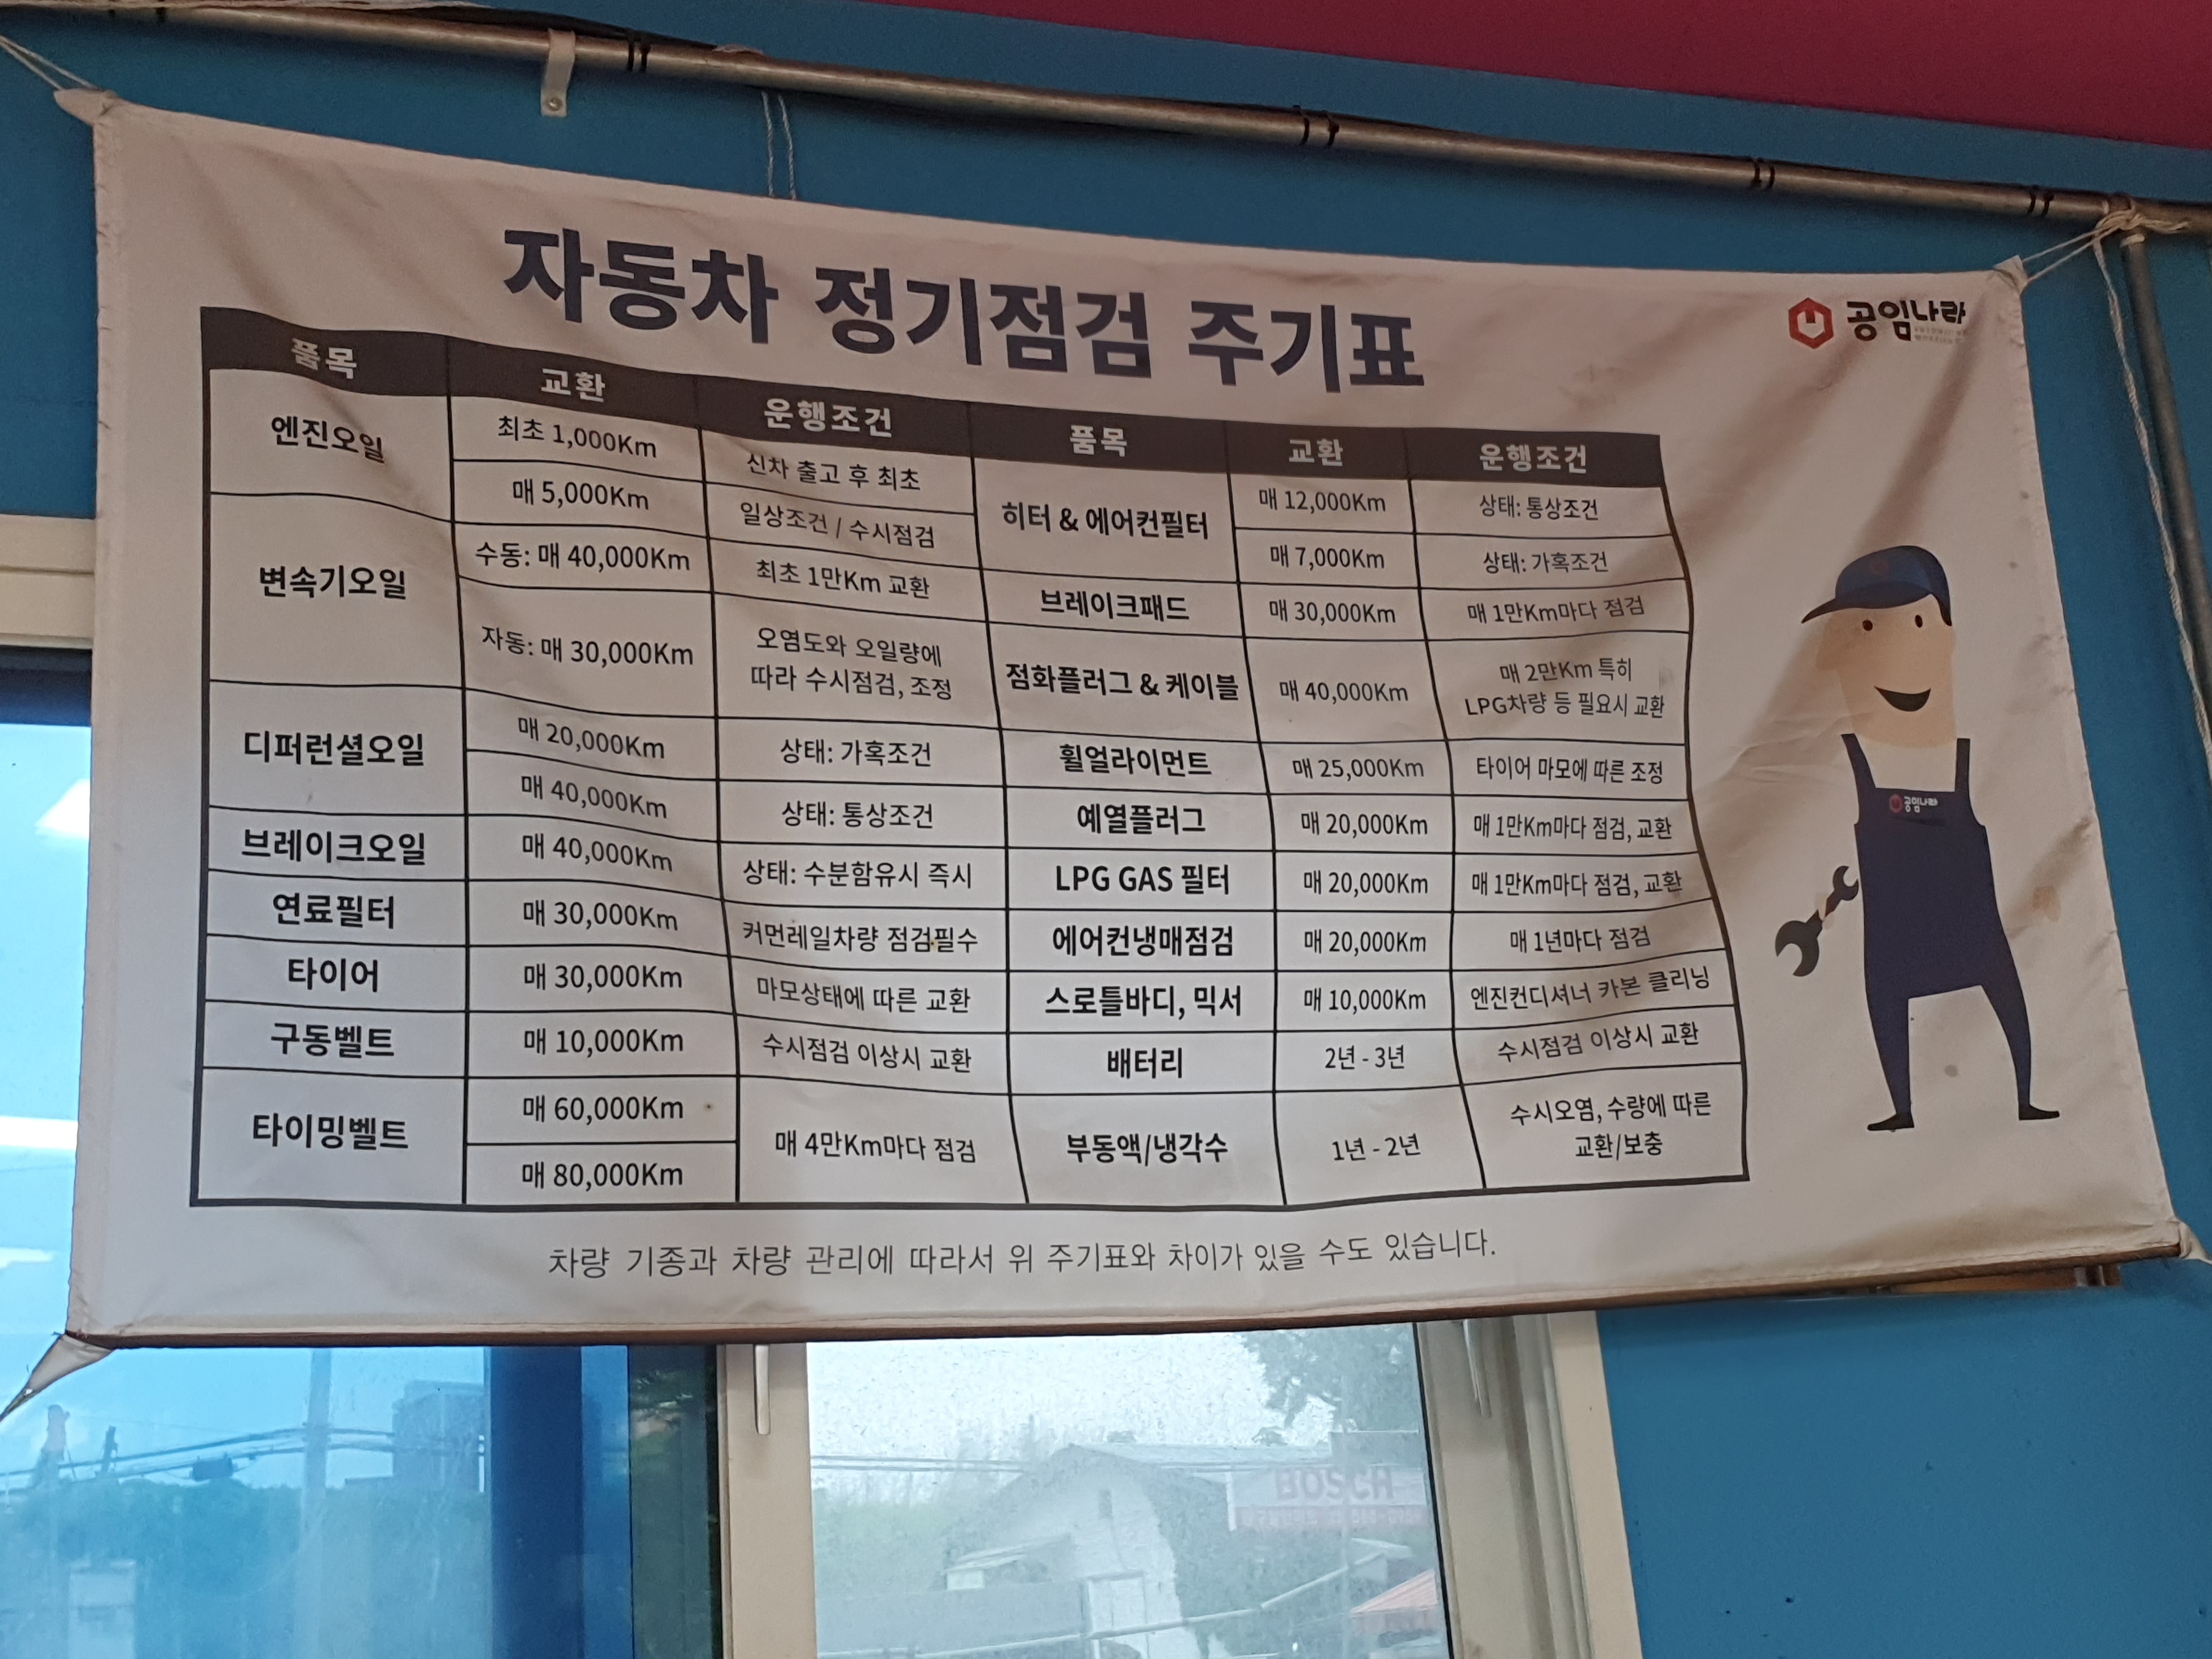 자동차 정기점검 주기표
공임나라
품목 교환 운행조건 품목 교환 운행조건
엔진오일 최초 1,000Km 신차 출고 후 최초
매 5,000Km 일상조건 / 수시점검
변속기오일 수동: 매 40,000Km 최초 1만Km 교환
자동: 매 30,000Km 오염도와 오일량에
따라 수시점검, 조정
디퍼런셜오일 매 20,000Km 상태: 가혹조건
매 40,000Km 상태: 통상조건
브레이크오일 매 40,000Km 상태: 수분함유시 즉시
연료필터 매 30,000Km 커먼레일차량 점검필수
타이어 매 30,000Km 마모상태에 따른 교환
구동벨트 매 10,000Km 수시점검 이상시 교환
타이밍벨트 매 60,000Km 매 4만Km마다 점검
매 80,000Km
히터 & 에어컨필터 매 12,000Km 상태: 통상조건
매 7,000Km 상태: 가혹조건
브레이크패드 매 30,000Km 매 1만Km마다 점검
점화플러그 & 케이블 매 40,000Km 매 2만Km 특히
LPG차량 등 필요시 교환
휠얼라이먼트 매 25,000Km 타이어 마모에 따른 조정
예열플러그 매 20,000Km 매 1만Km마다 점검, 교환
LPG GAS 필터 매 20,000Km 매 1만Km마다 점검, 교환
에어컨냉매점검 매 20,000Km 매 1년마다 점검
스로틀바디, 믹서 매 10,000Km 엔진컨디셔너 카본 클리닝
배터리 2년 - 3년 수시점검 이상시 교환
부동액/냉각수 1년 - 2년 수시오염, 수량에 따른
교환/보충
차량 기종과 차량 관리에 따라서 위 주기표와 차이가 있을 수도 있습니다.
공임나라
BOSCH